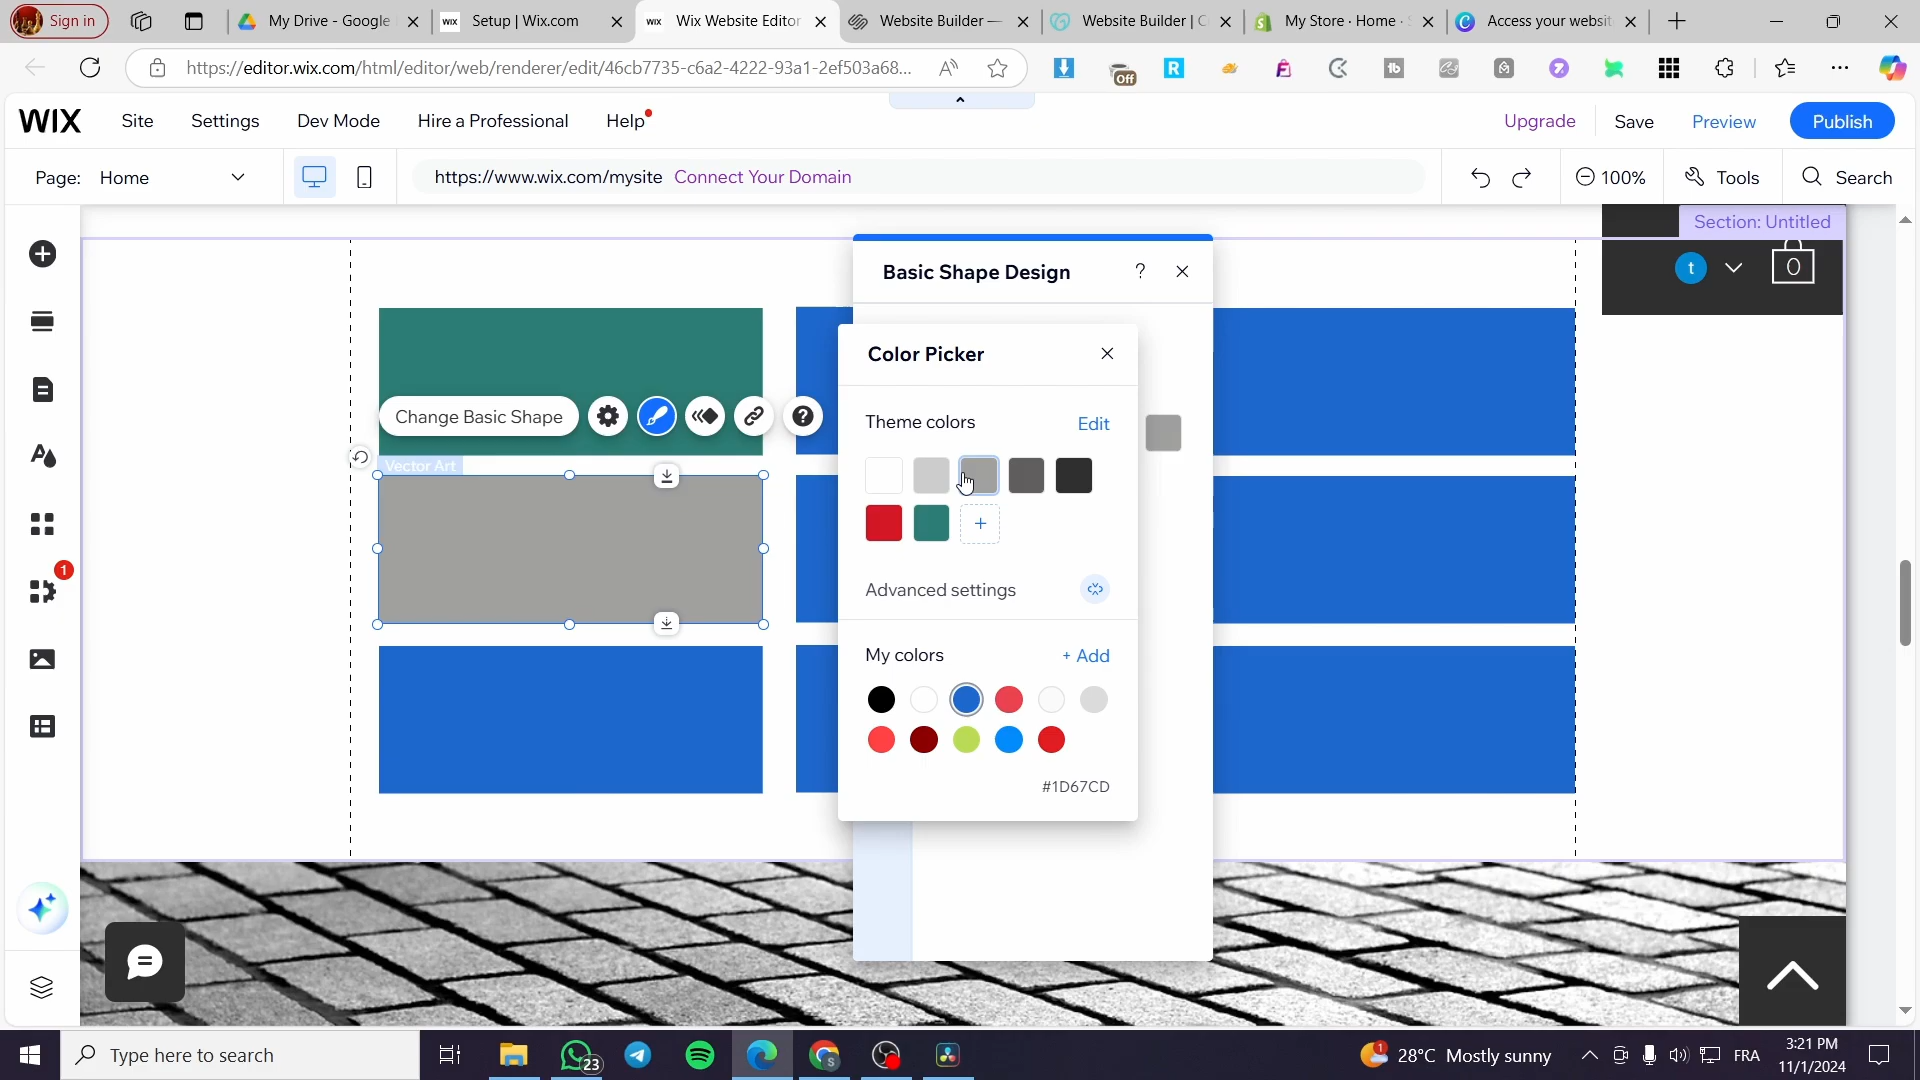 Sign in
My Drive - Google
Setup | Wix.com
Wix Website Editor
Website Builder —
Website Builder | C
My Store · Home ·
Access your websit
https://editor.wix.com/html/editor/web/renderer/edit/46cb7735-c6a2-4222-93a1-2ef503a68...
Off
WIX
Site
Settings
Dev Mode
Hire a Professional
Help
Upgrade
Save
Preview
Publish
Page: Home
https://www.wix.com/mysite Connect Your Domain
100%
Tools
Search
Section: Untitled
t
0
Basic Shape Design
?
Color Picker
Theme colors
Edit
Change Basic Shape
Vector Art
Advanced settings
1
My colors
+ Add
#1D67CD
Type here to search
23
28°C Mostly sunny
FRA
3:21 PM
11/1/2024